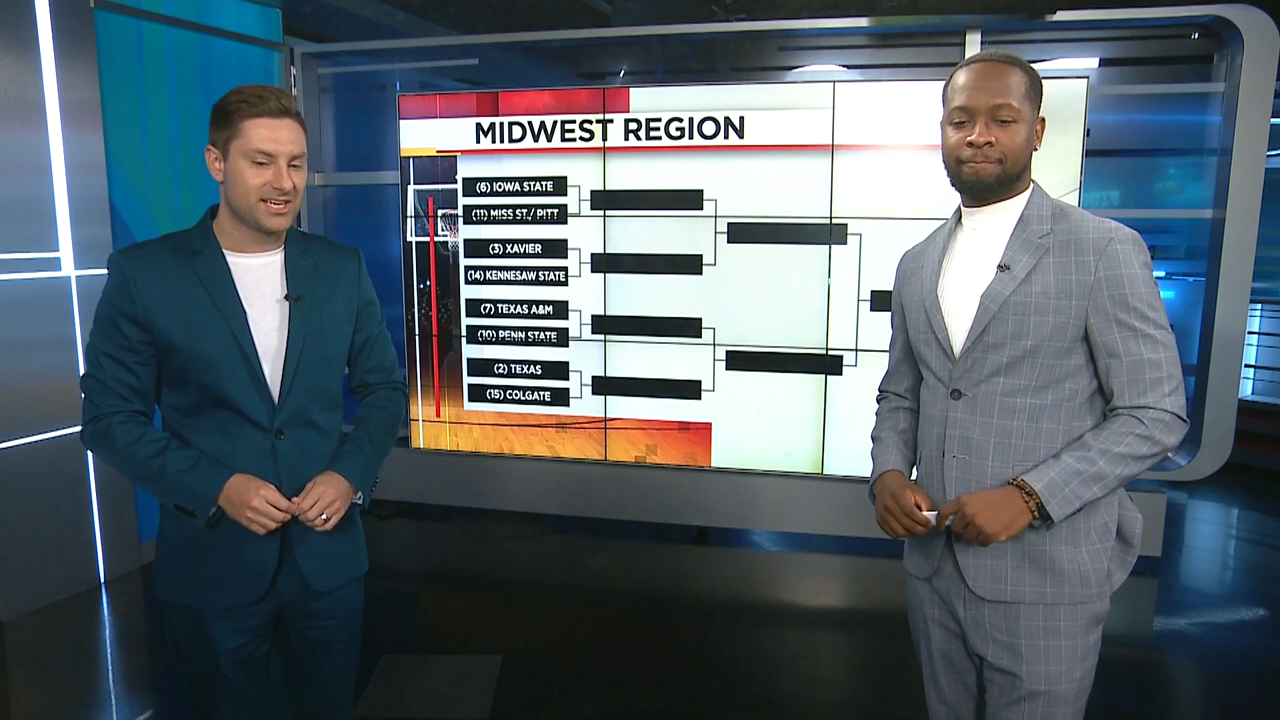 MIDWEST REGION
(6) IOWA STATE
(11) MISS ST./ PITT
(3) XAVIER
(14) KENNESAW STATE
(7) TEXAS A&M
(10) PENN STATE
(2) TEXAS
(15) COLGATE